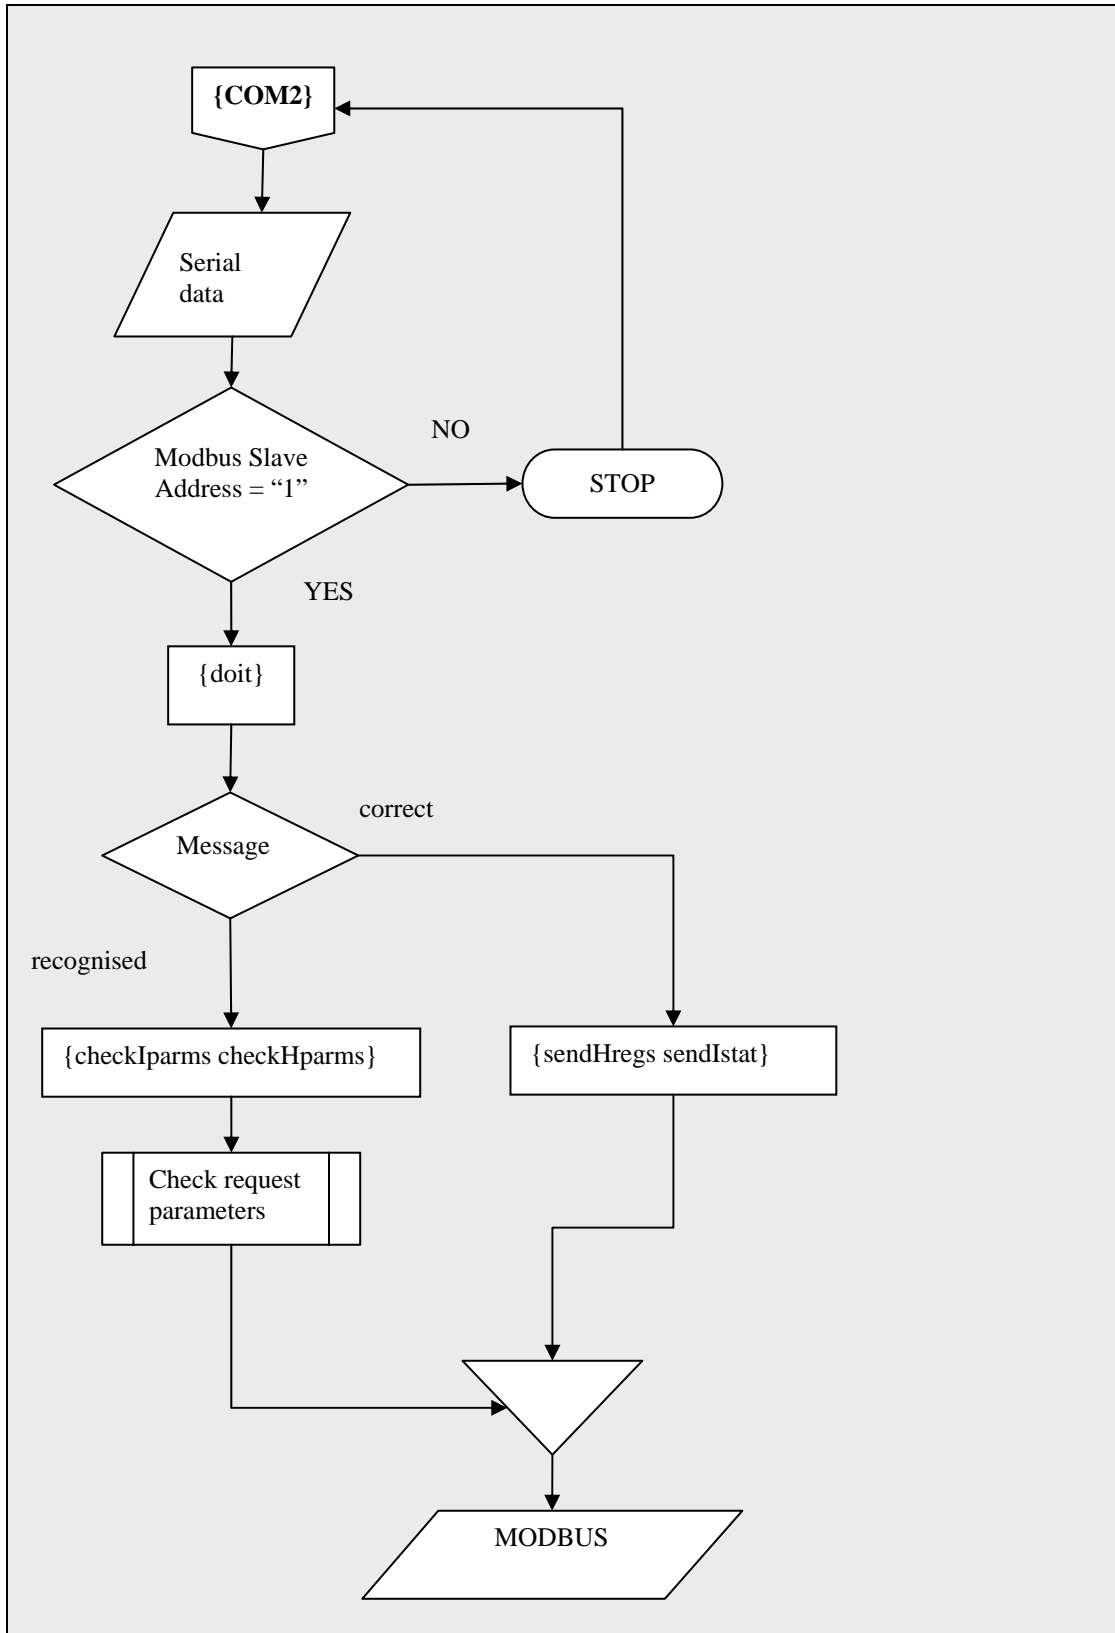 {COM2}
Serial
data
NO
Modbus Slave
Address = “1”
STOP
YES
{doit}
correct
Message
recognised
{checkIparms checkHparms}
{sendHregs sendIstat}
Check request
parameters
MODBUS